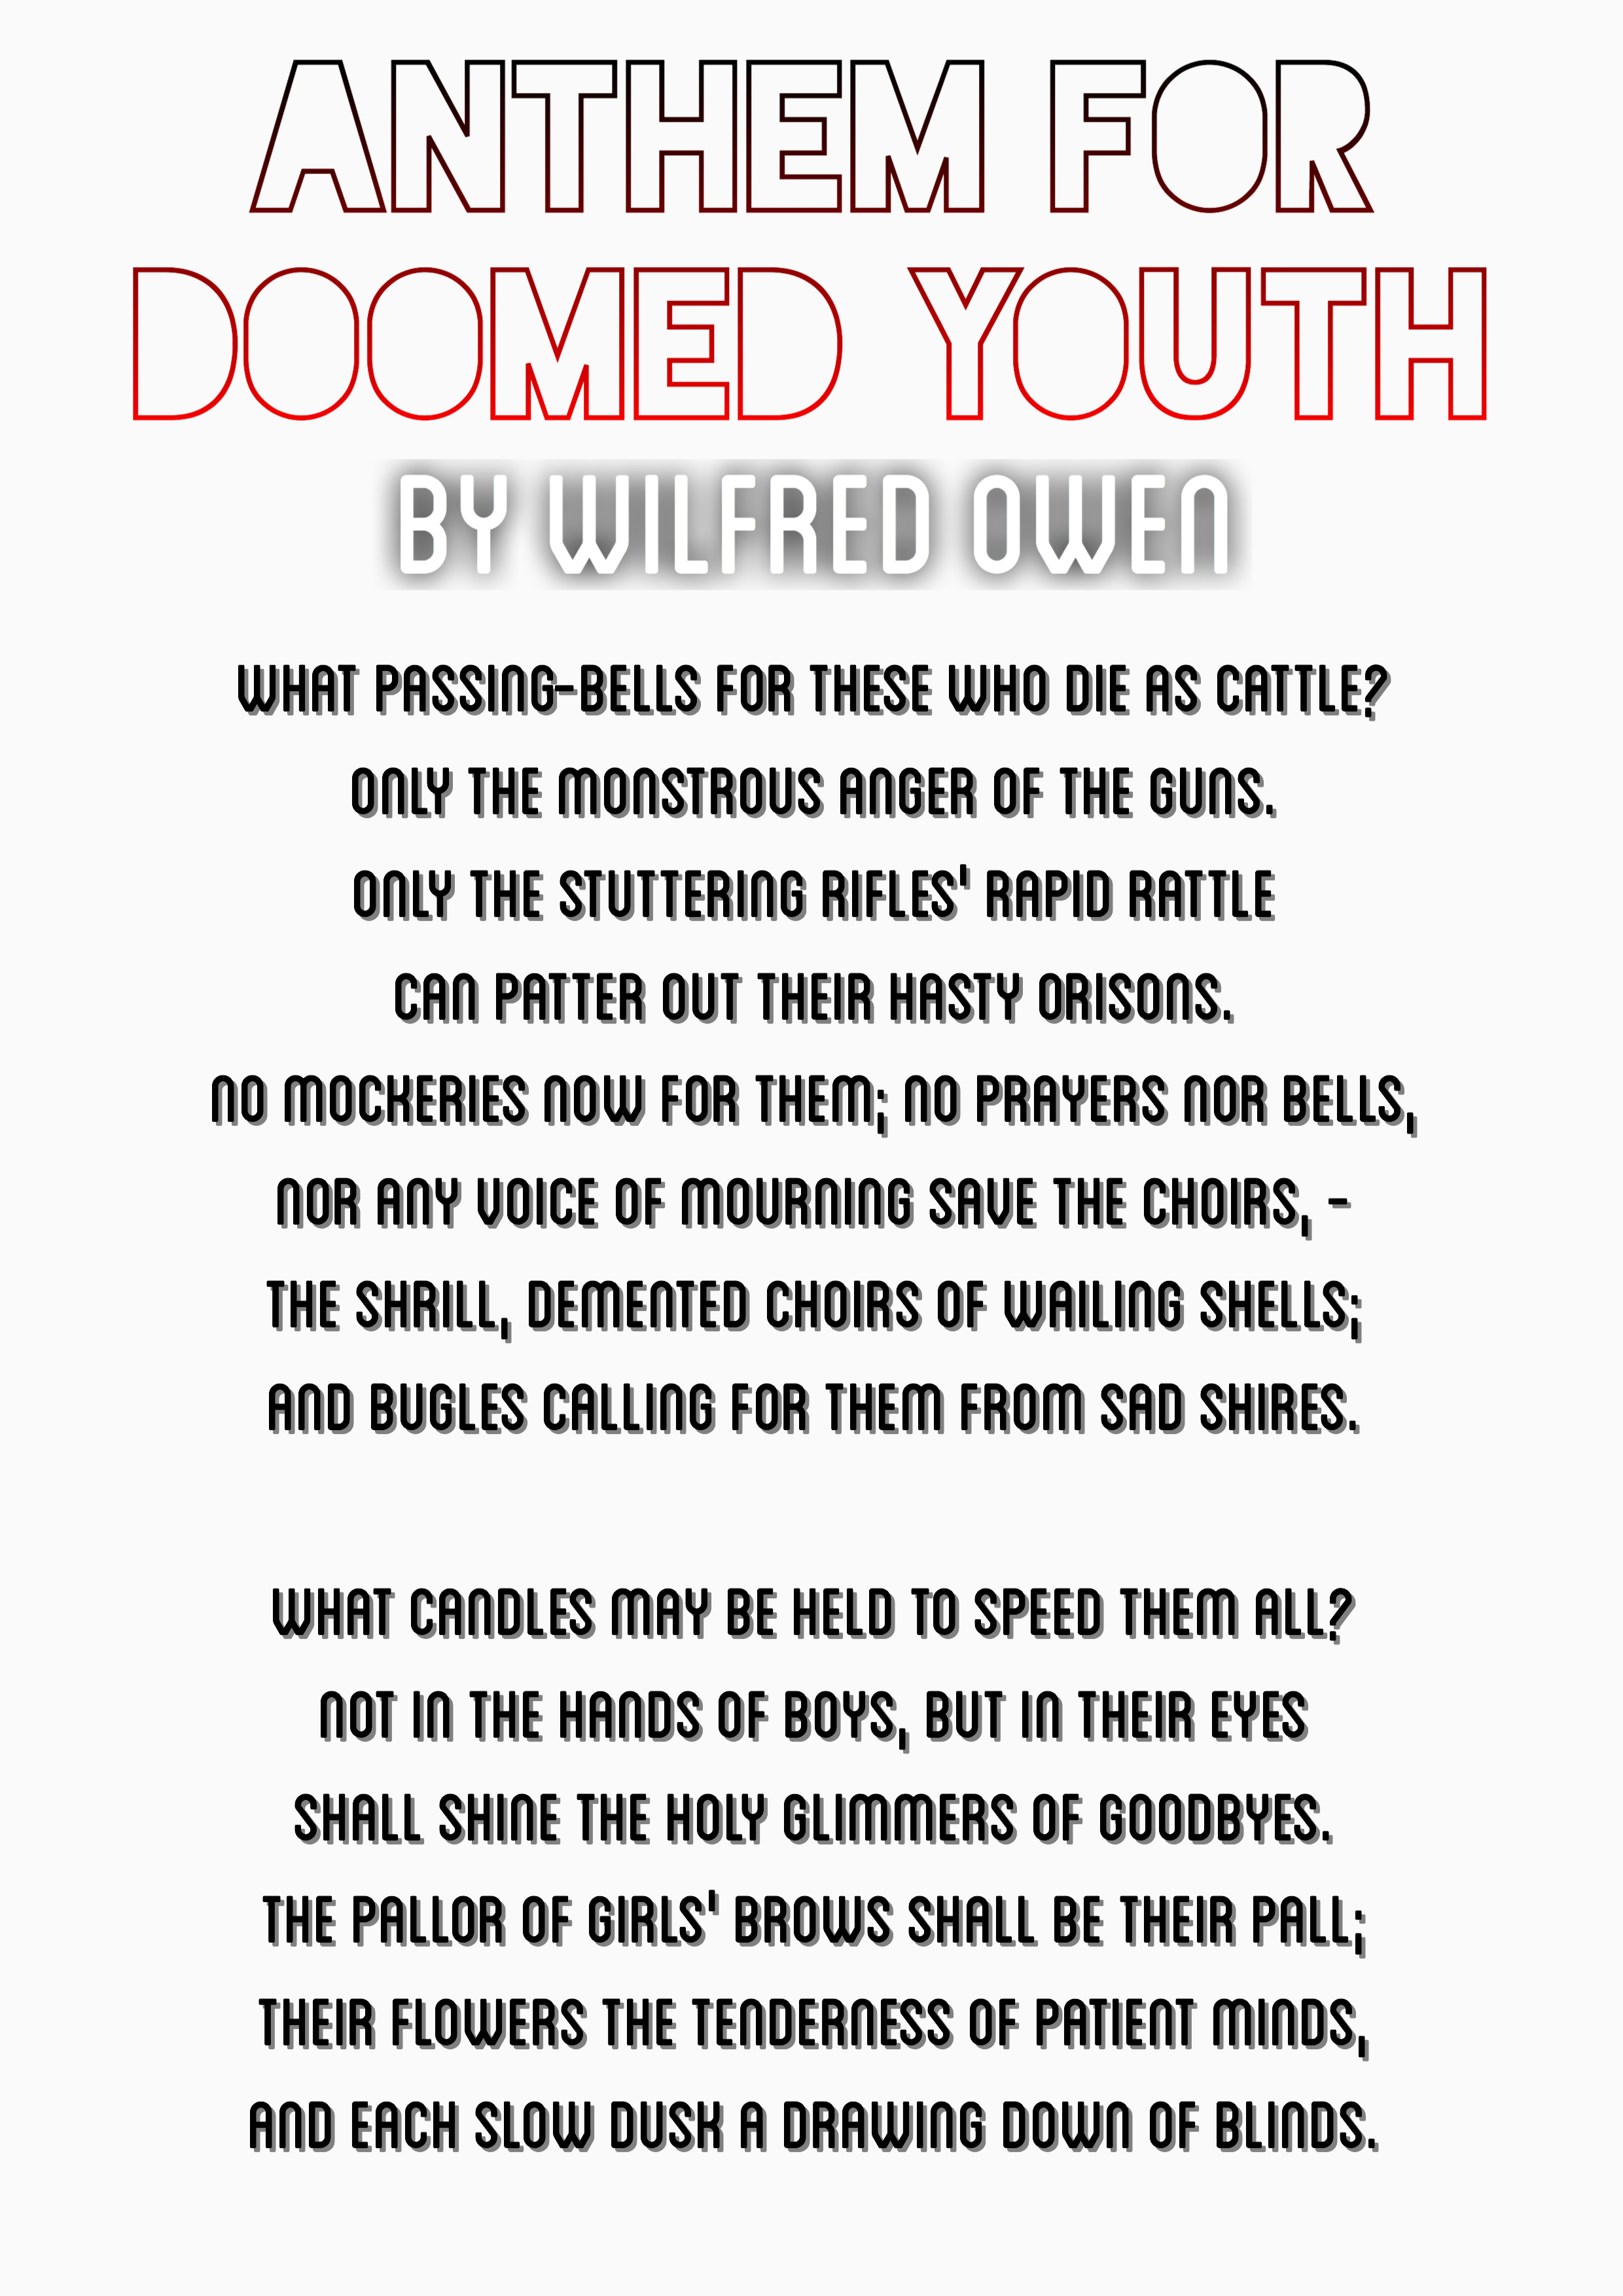 ANTHEM FOR
DOOMED YOUTH
BY WILFRED OWEN
WHAT PASSING-BELLS FOR THESE WHO DIE AS CATTLE?
ONLY THE MONSTROUS ANGER OF THE GUNS.
ONLY THE STUTTERING RIFLES' RAPID RATTLE
CAN PATTER OUT THEIR HASTY ORISONS.
NO MOCKERIES NOW FOR THEM; NO PRAYERS NOR BELLS,
NOR ANY VOICE OF MOURNING SAVE THE CHOIRS, -
THE SHRILL, DEMENTED CHOIRS OF WAILING SHELLS;
AND BUGLES CALLING FOR THEM FROM SAD SHIRES.
WHAT CANDLES MAY BE HELD TO SPEED THEM ALL?
NOT IN THE HANDS OF BOYS, BUT IN THEIR EYES
SHALL SHINE THE HOLY GLIMMERS OF GOODBYES.
THE PALLOR OF GIRLS' BROWS SHALL BE THEIR PALL;
THEIR FLOWERS THE TENDERNESS OF PATIENT MINDS,
AND EACH SLOW DUSK A DRAWING DOWN OF BLINDS.